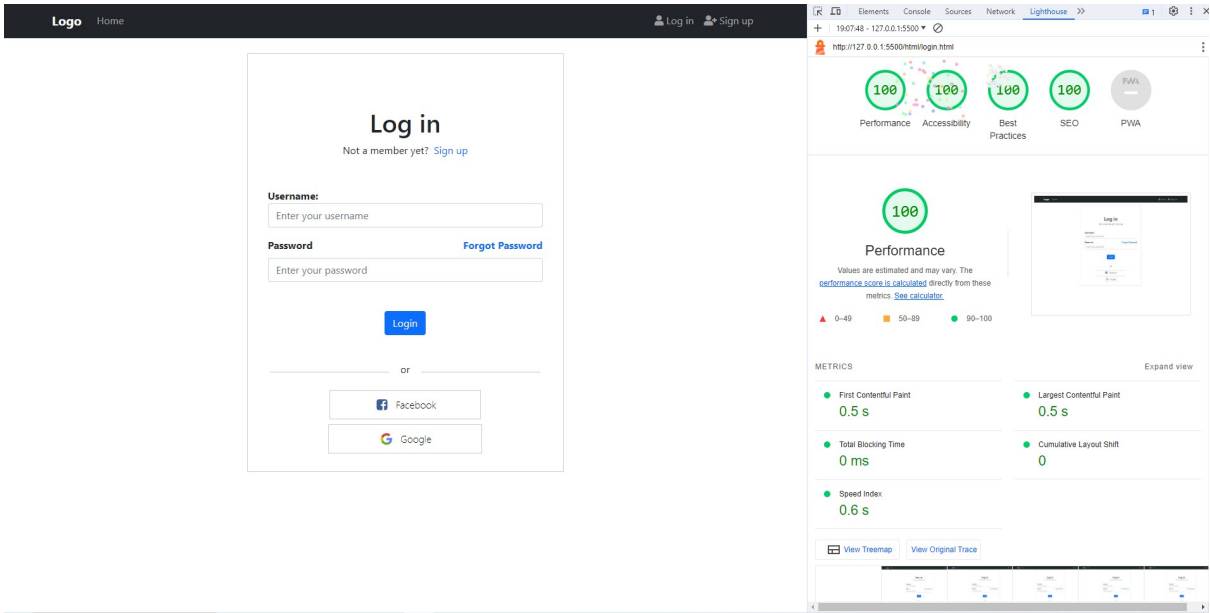 Logo Home Log in Sign up
Log in
Not a member yet? Sign up
Username:
Enter your username
Password Forgot Password
Enter your password
Login
or
Facebook
Google
Elements Console Sources Network Lighthouse 1
19:07:48 - 127.0.0.1:5500
http://127.0.0.1:5500/html/login.html
100 100 100 100 PWA
Performance Accessibility Best Practices SEO PWA
100
Performance
Values are estimated and may vary. The
performance score is calculated directly from these
metrics. See calculator.
0–49 50–89 90–100
METRICS Expand view
First Contentful Paint
0.5 s
Largest Contentful Paint
0.5 s
Total Blocking Time
0 ms
Cumulative Layout Shift
0
Speed Index
0.6 s
View Treemap View Original Trace